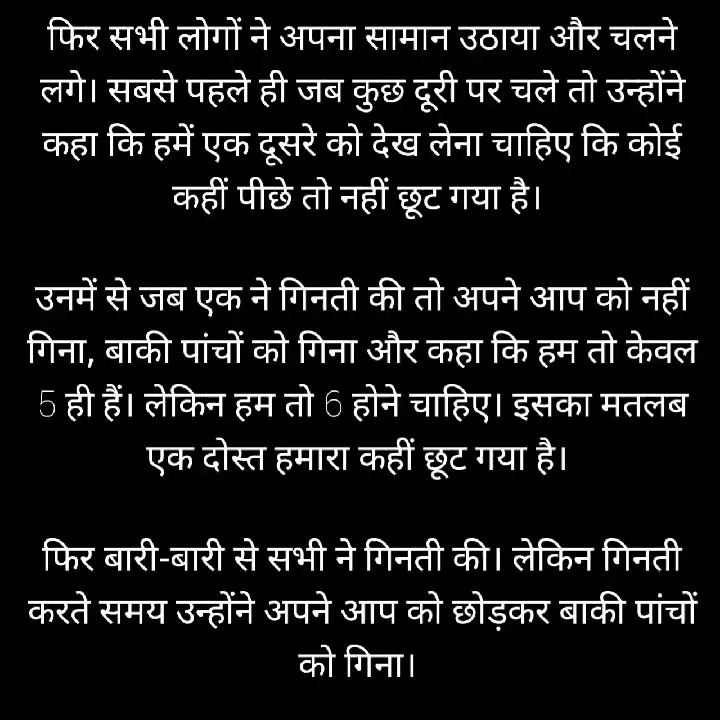 फिर सभी लोगों ने अपना सामान उठाया और चलने
लगे। सबसे पहले ही जब कुछ दूरी पर चले तो उन्होंने
कहा कि हमें एक दूसरे को देख लेना चाहिए कि कोई
कहीं पीछे तो नहीं छूट गया है।
उनमें से जब एक ने गिनती की तो अपने आप को नहीं
गिना, बाकी पांचों को गिना और कहा कि हम तो केवल
5 ही हैं। लेकिन हम तो 6 होने चाहिए। इसका मतलब
एक दोस्त हमारा कहीं छूट गया है।
फिर बारी-बारी से सभी ने गिनती की। लेकिन गिनती
करते समय उन्होंने अपने आप को छोड़कर बाकी पांचों
को गिना।